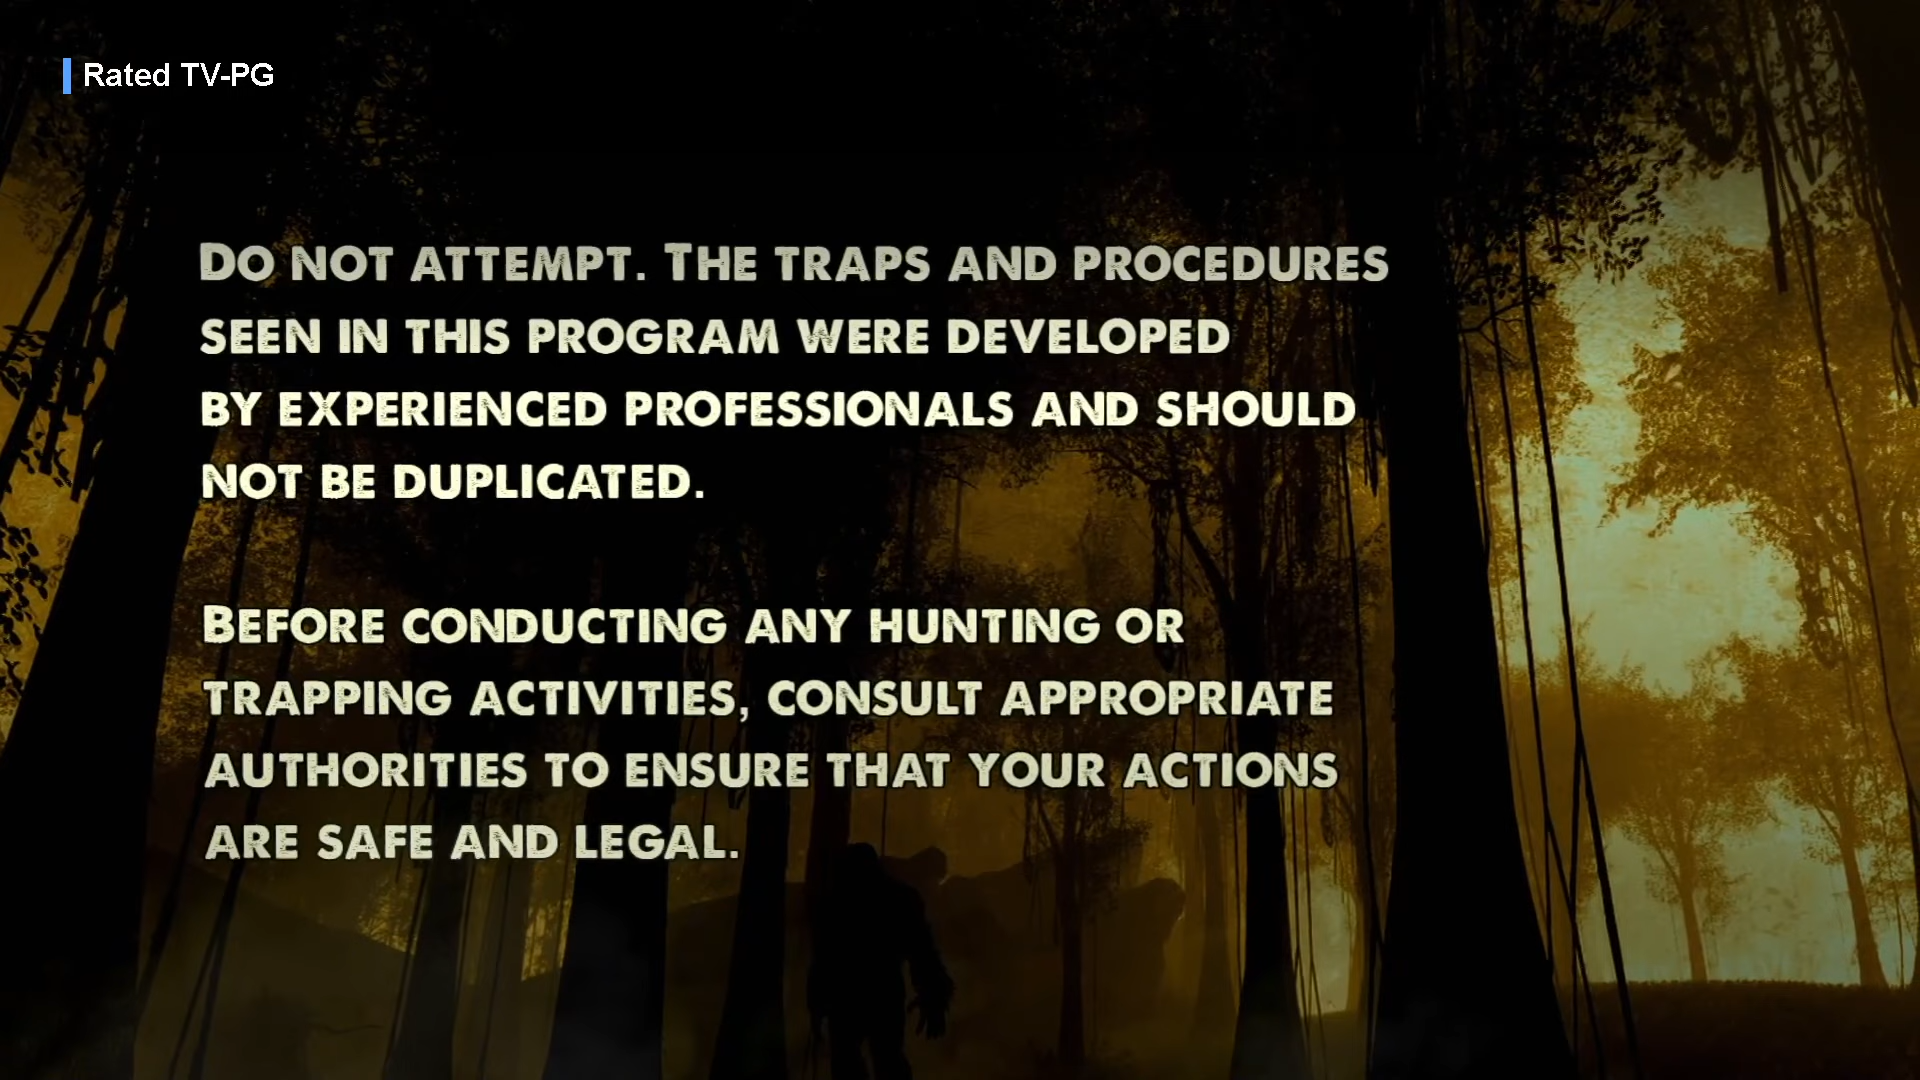 Rated TV-PG
DO NOT ATTEMPT. THE TRAPS AND PROCEDURES
SEEN IN THIS PROGRAM WERE DEVELOPED
BY EXPERIENCED PROFESSIONALS AND SHOULD
NOT BE DUPLICATED.
BEFORE CONDUCTING ANY HUNTING OR
TRAPPING ACTIVITIES, CONSULT APPROPRIATE
AUTHORITIES TO ENSURE THAT YOUR ACTIONS
ARE SAFE AND LEGAL.